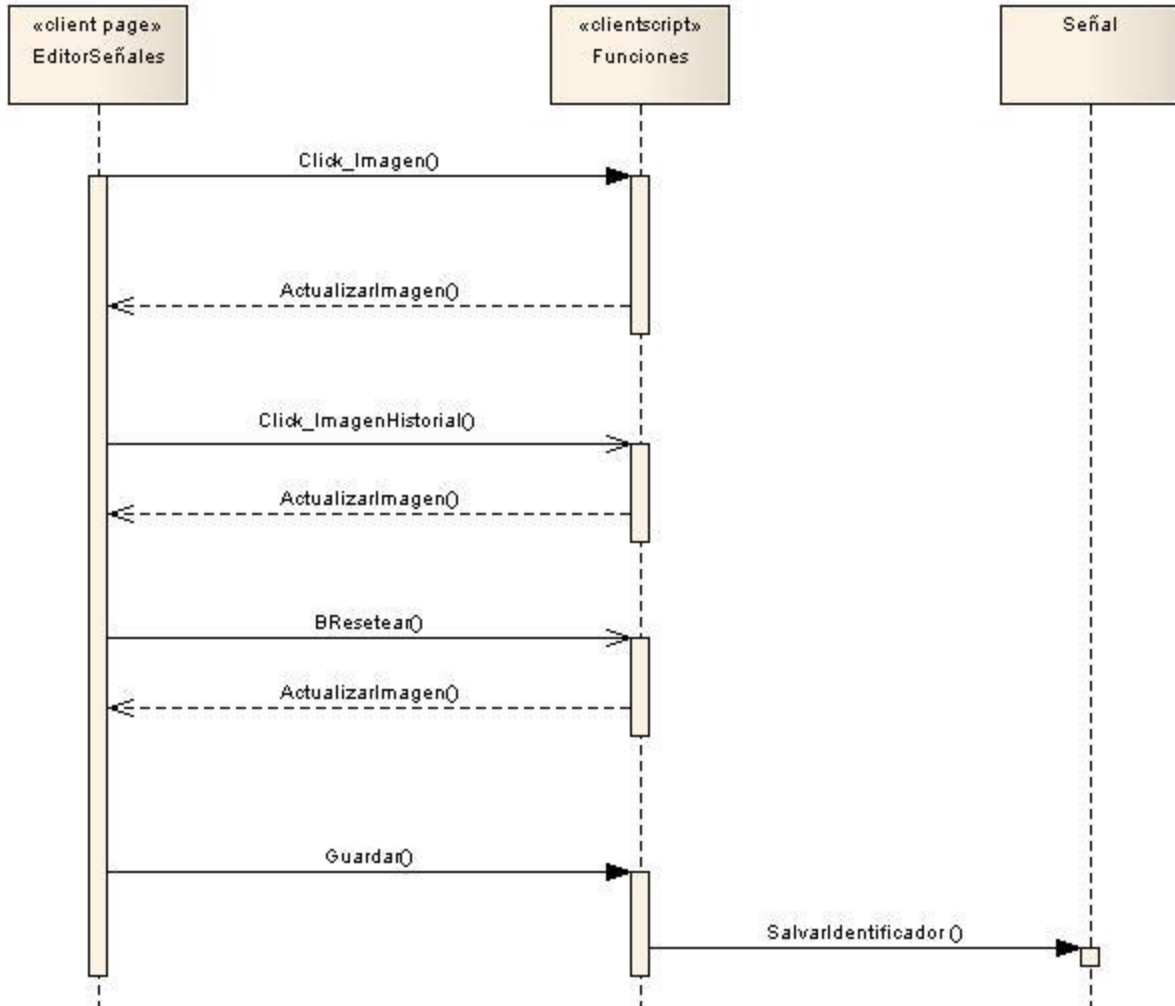 «client page»
EditorSeñales
«clientscript»
Funciones
Señal
Click_Imagen()
ActualizarImagen()
Click_ImagenHistorial()
ActualizarImagen()
BResetear()
ActualizarImagen()
Guardar()
SalvarIdentificador ()